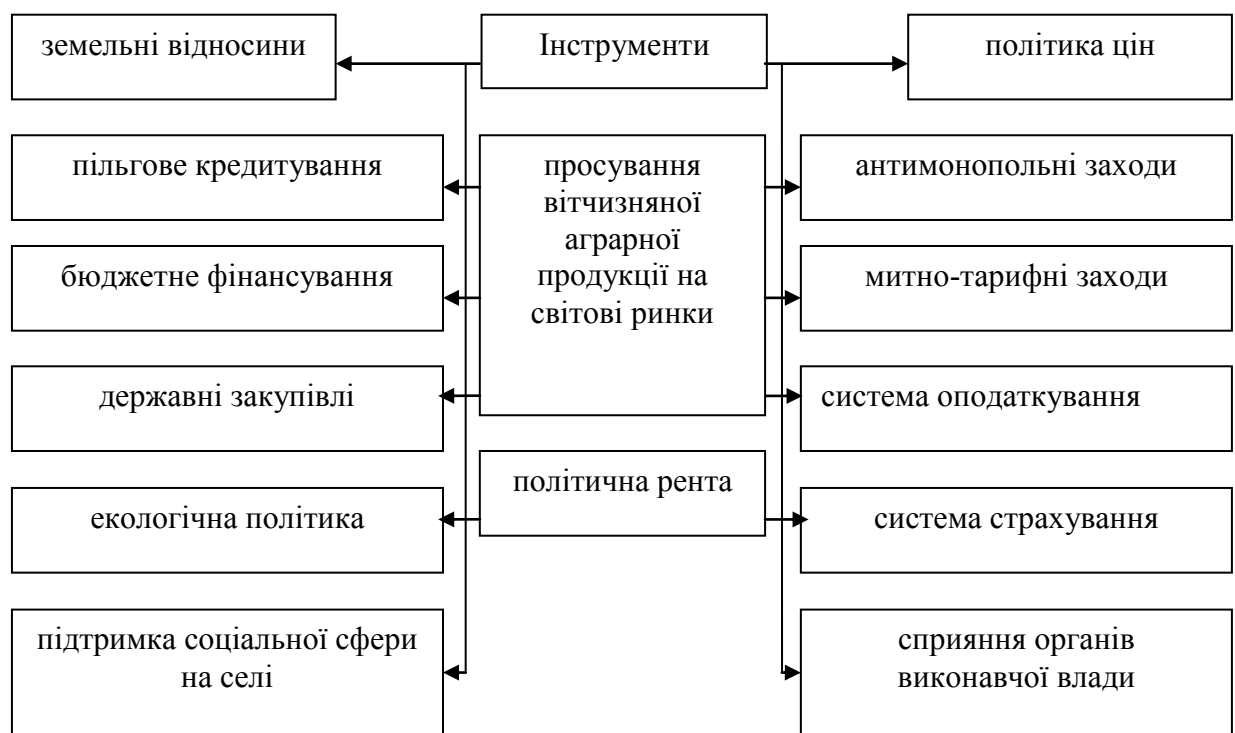 земельні відносини
Інструменти
політика цін
пільгове кредитування
просування
вітчизняної
аграрної
продукції на
світові ринки
антимонопольні заходи
бюджетне фінансування
митно-тарифні заходи
державні закупівлі
система оподаткування
політична рента
екологічна політика
система страхування
підтримка соціальної сфери
на селі
сприяння органів
виконавчої влади